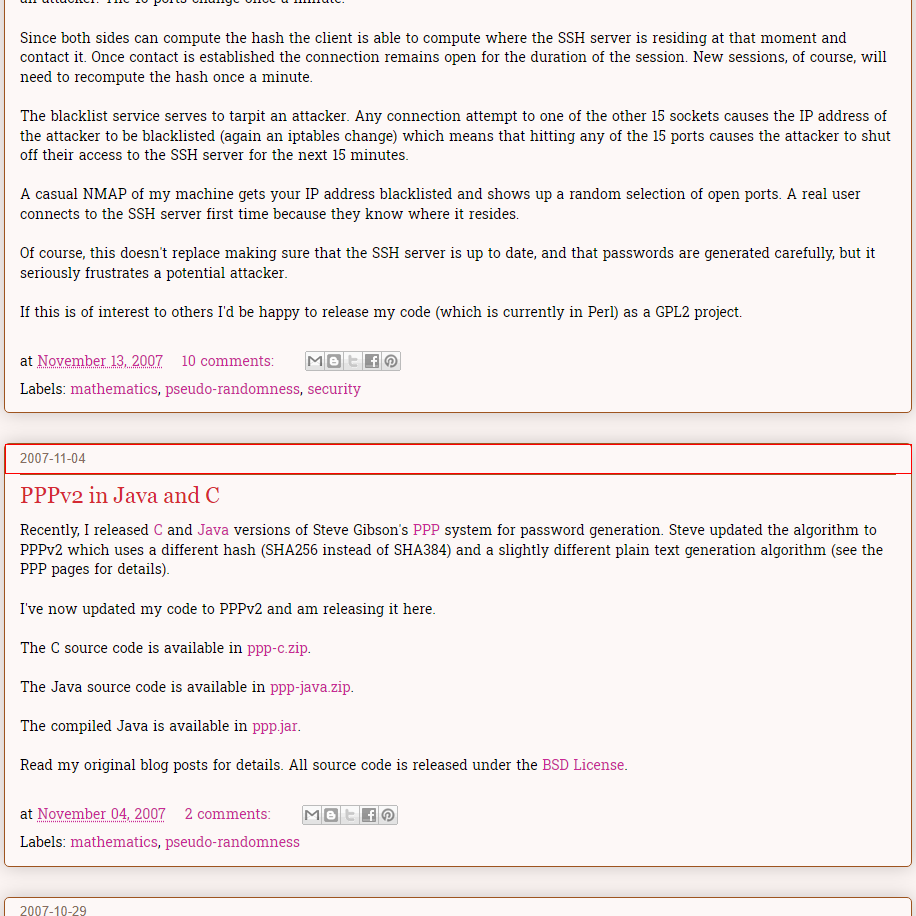 an attacker. The 16 ports change once a minute.
Since both sides can compute the hash the client is able to compute where the SSH server is residing at that moment and
contact it. Once contact is established the connection remains open for the duration of the session. New sessions, of course, will
need to recompute the hash once a minute.
The blacklist service serves to tarpit an attacker. Any connection attempt to one of the other 15 sockets causes the IP address of
the attacker to be blacklisted (again an iptables change) which means that hitting any of the 15 ports causes the attacker to shut
off their access to the SSH server for the next 15 minutes.
A casual NMAP of my machine gets your IP address blacklisted and shows up a random selection of open ports. A real user
connects to the SSH server first time because they know where it resides.
Of course, this doesn't replace making sure that the SSH server is up to date, and that passwords are generated carefully, but it
seriously frustrates a potential attacker.
If this is of interest to others I'd be happy to release my code (which is currently in Perl) as a GPL2 project.
at November 13, 2007 10 comments:
Labels: mathematics, pseudo-randomness, security
2007-11-04
PPPv2 in Java and C
Recently, I released C and Java versions of Steve Gibson's PPP system for password generation. Steve updated the algorithm to
PPPv2 which uses a different hash (SHA256 instead of SHA384) and a slightly different plain text generation algorithm (see the
PPP pages for details).
I've now updated my code to PPPv2 and am releasing it here.
The C source code is available in ppp-c.zip.
The Java source code is available in ppp-java.zip.
The compiled Java is available in ppp.jar.
Read my original blog posts for details. All source code is released under the BSD License.
at November 04, 2007 2 comments:
Labels: mathematics, pseudo-randomness
2007-10-29